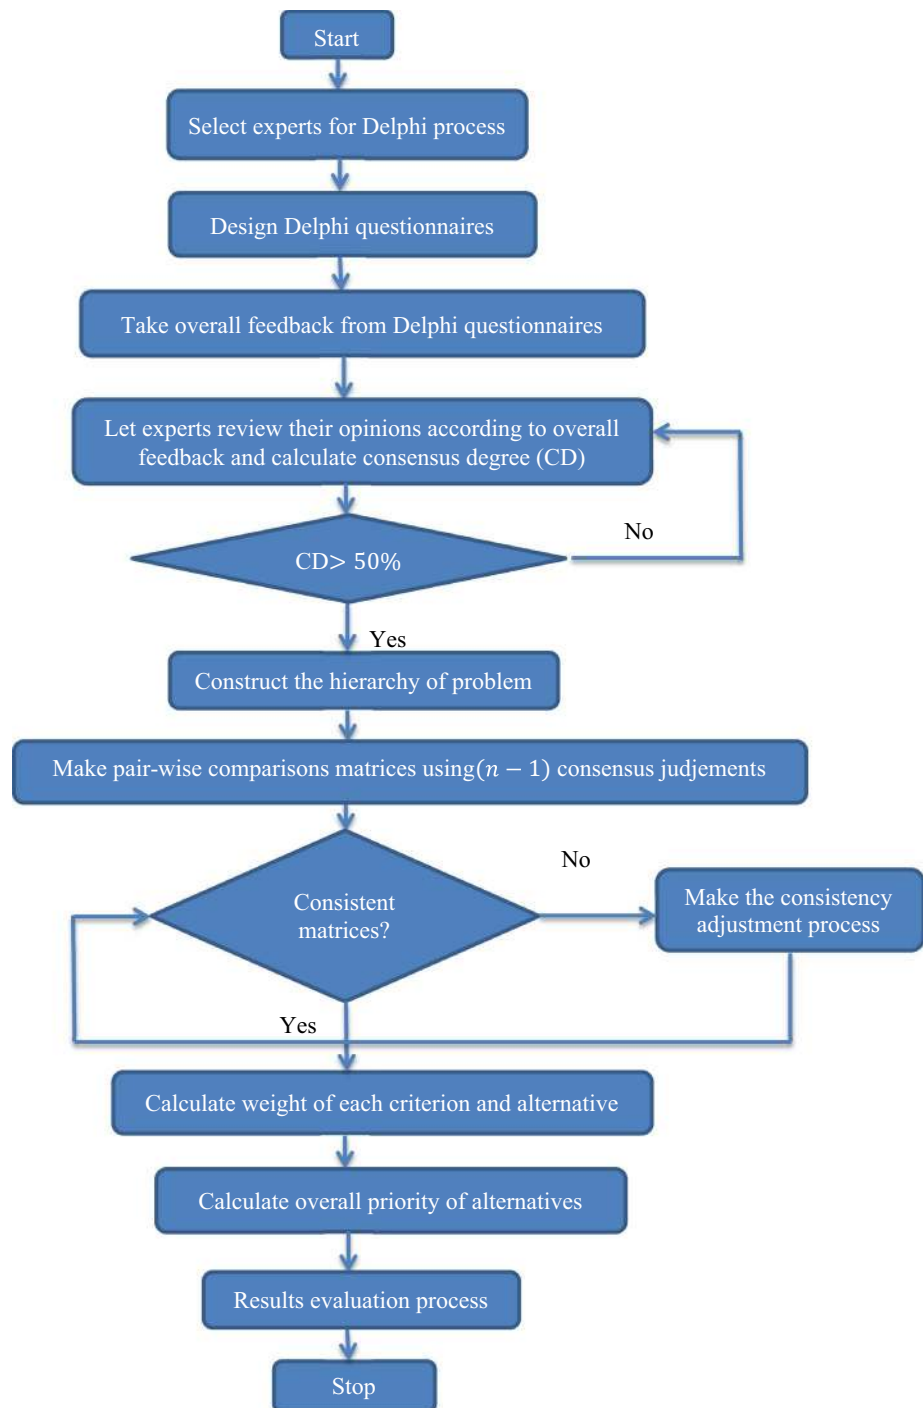 Start
Select experts for Delphi process
Design Delphi questionnaires
Take overall feedback from Delphi questionnaires
Let experts review their opinions according to overall
feedback and calculate consensus degree (CD)
No
CD> 50%
Yes
Construct the hierarchy of problem
Make pair-wise comparisons matrices using(n − 1) consensus judjements
No
Consistent
matrices?
Make the consistency
adjustment process
Yes
Calculate weight of each criterion and alternative
Calculate overall priority of alternatives
Results evaluation process
Stop